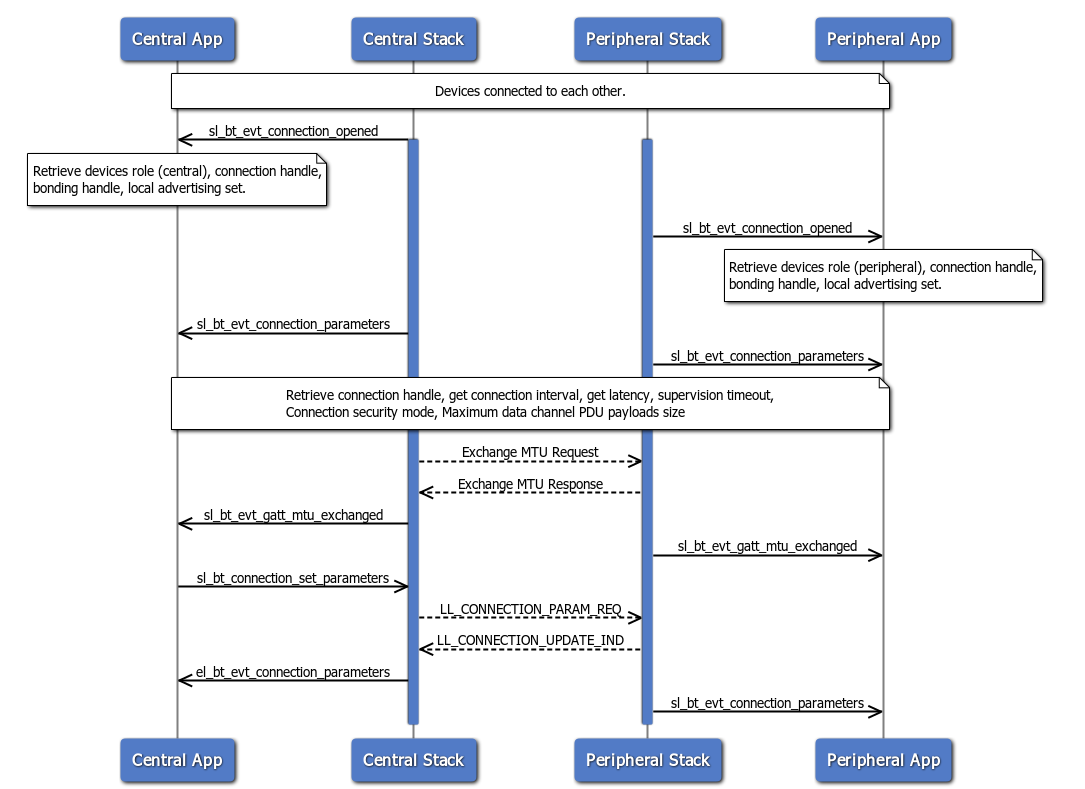 Central App
Central Stack
Peripheral Stack
Peripheral App
Devices connected to each other.
sl_bt_evt_connection_opened
Retrieve devices role (central), connection handle,
bonding handle, local advertising set.
sl_bt_evt_connection_opened
Retrieve devices role (peripheral), connection handle,
bonding handle, local advertising set.
sl_bt_evt_connection_parameters
sl_bt_evt_connection_parameters
Retrieve connection handle, get connection interval, get latency, supervision timeout,
Connection security mode, Maximum data channel PDU payloads size
Exchange MTU Request
Exchange MTU Response
sl_bt_evt_gatt_mtu_exchanged
sl_bt_evt_gatt_mtu_exchanged
sl_bt_connection_set_parameters
LL_CONNECTION_PARAM_REQ
LL_CONNECTION_UPDATE_IND
el_bt_evt_connection_parameters
sl_bt_evt_connection_parameters
Central App
Central Stack
Peripheral Stack
Peripheral App